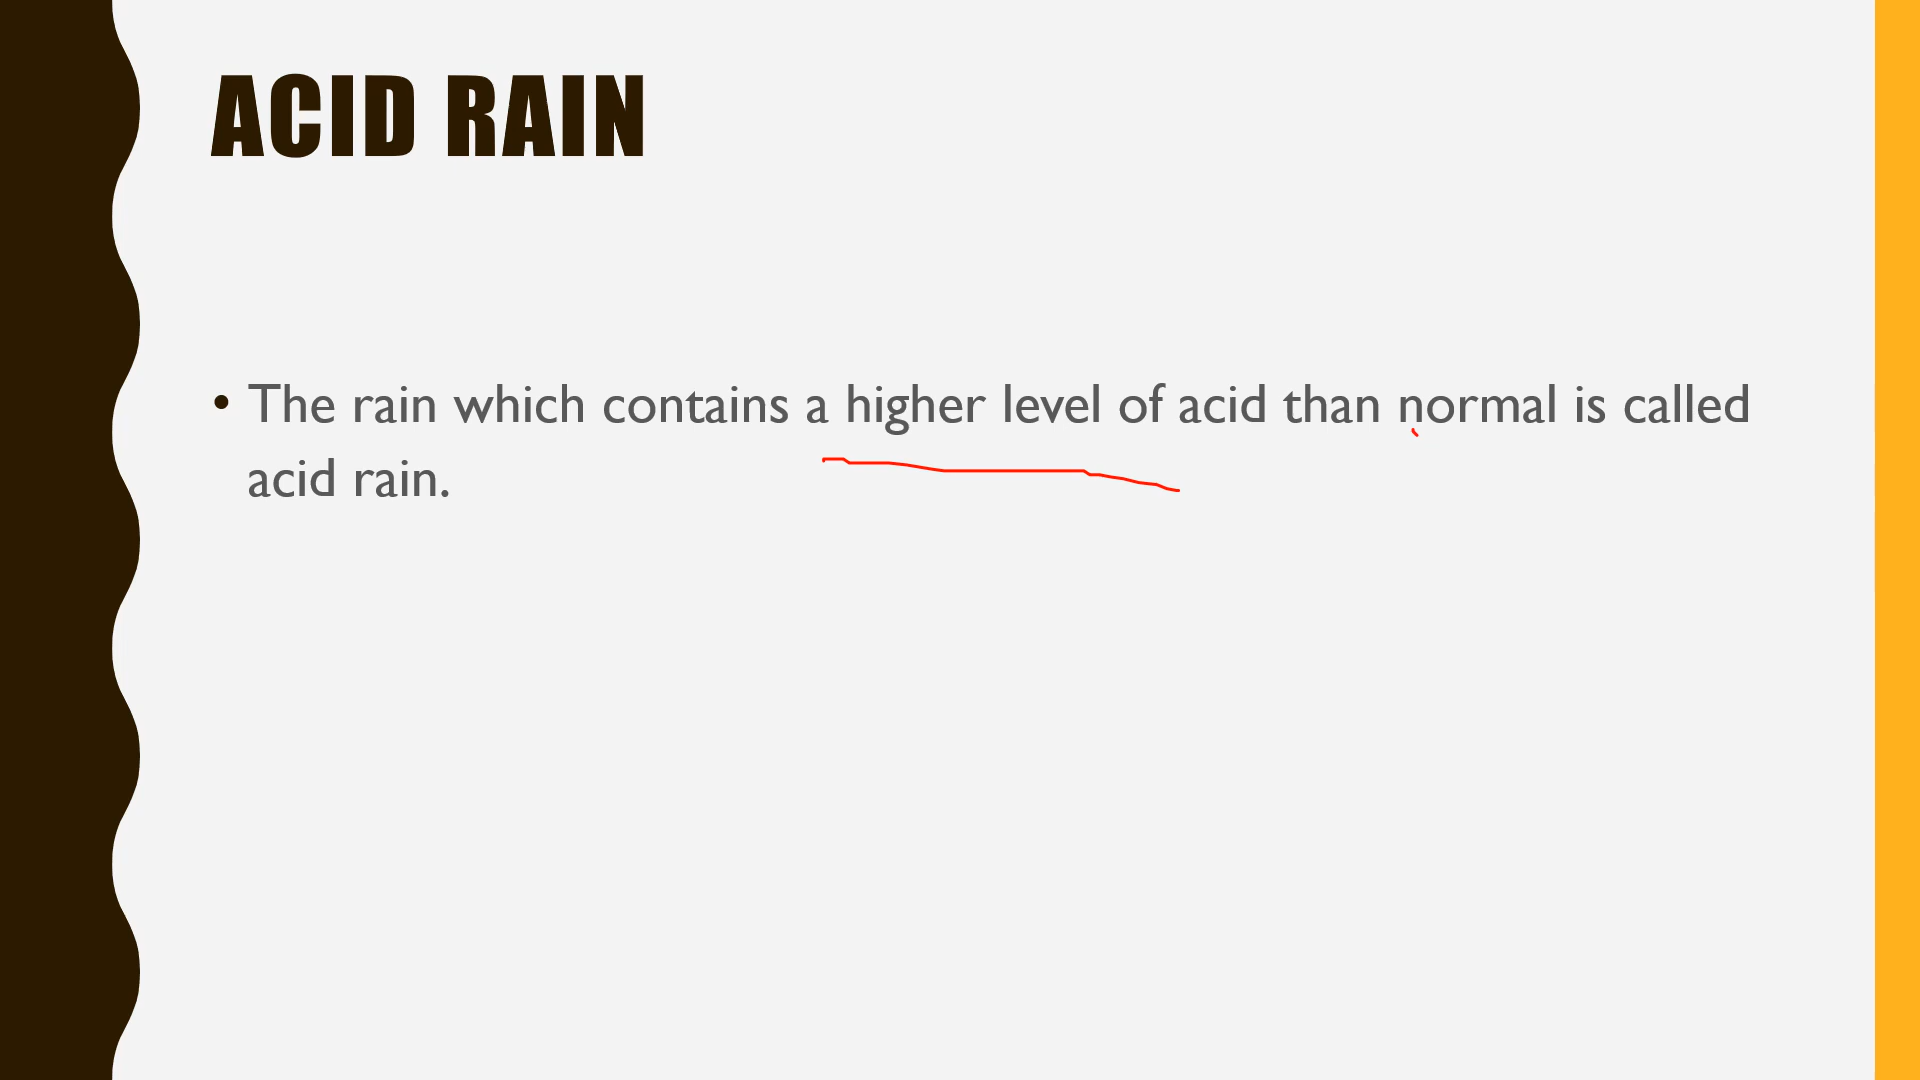 ACID RAIN
• The rain which contains a higher level of acid than normal is called
acid rain.